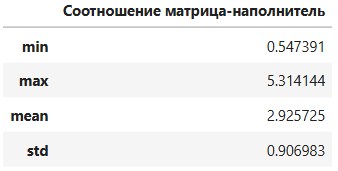 Соотношение матрица-наполнитель
min 0.547391
max 5.314144
mean 2.925725
std 0.906983